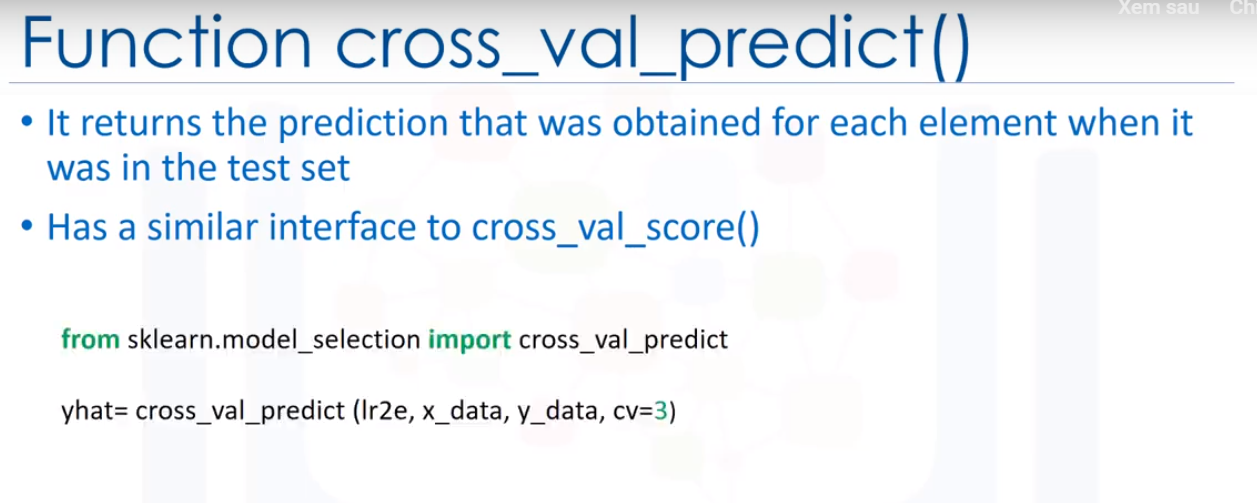 Xem sau Ch
Function cross_val_predict()
• It returns the prediction that was obtained for each element when it
was in the test set
• Has a similar interface to cross_val_score()
from sklearn.model_selection import cross_val_predict
yhat= cross_val_predict (lr2e, x_data, y_data, cv=3)